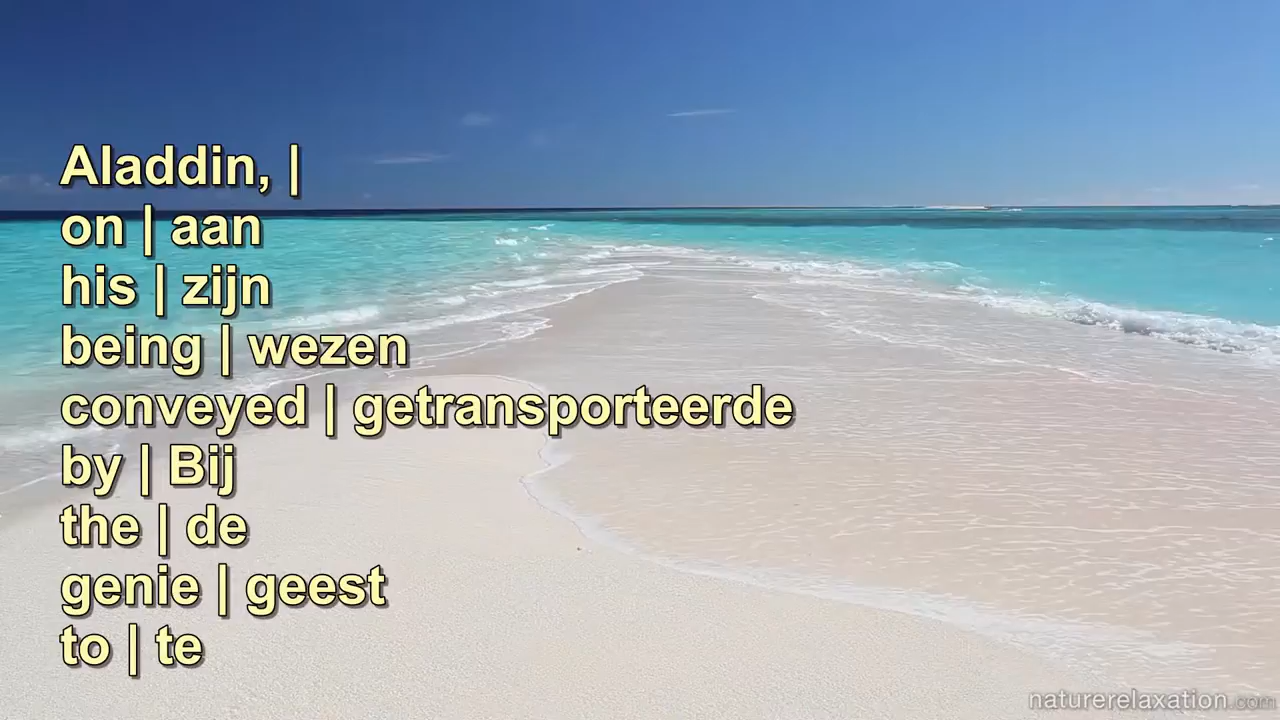 Aladdin, |
on | aan
his | zijn
being | wezen
conveyed | getransporteerde
by | Bij
the | de
genie | geest
to | te
naturerelaxation.com